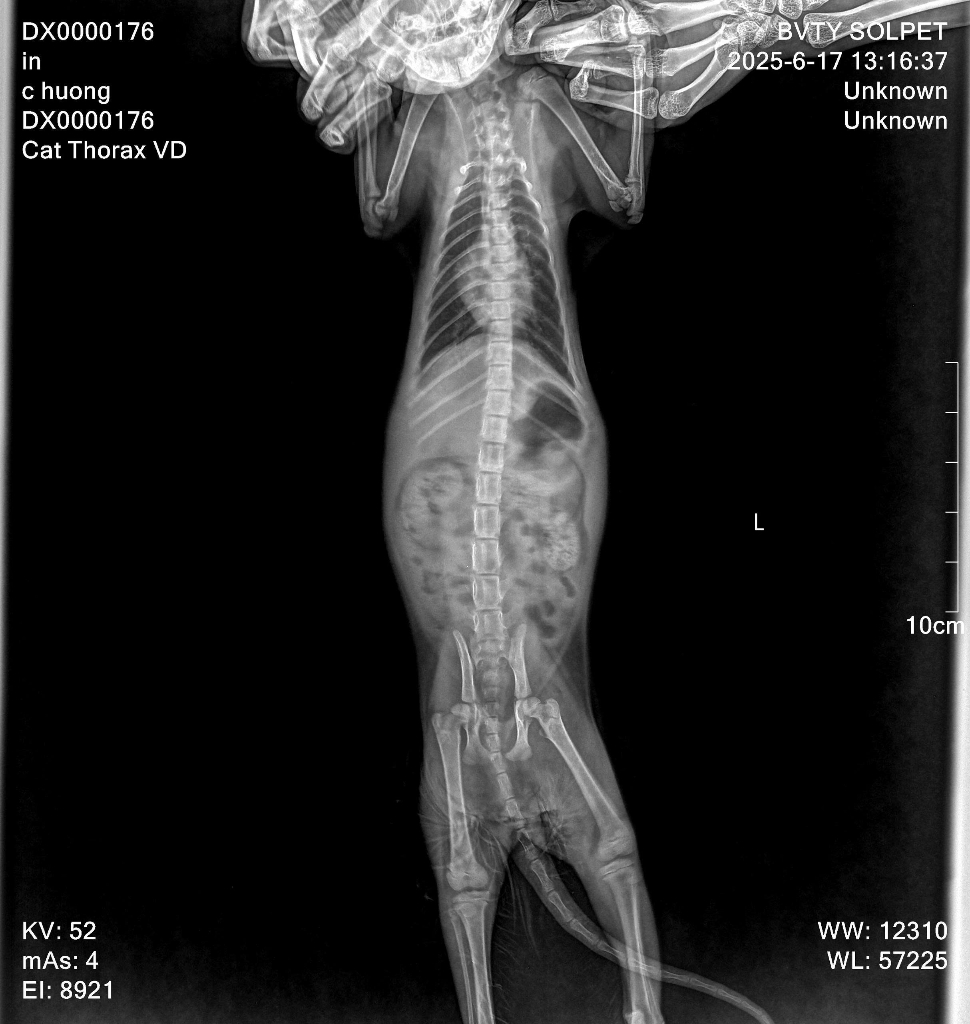 DX0000176
in
c huong
DX0000176
Cat Thorax VD
BVTY SOLPET
2025-6-17 13:16:37
Unknown
Unknown
L
10cm
KV: 52
mAs: 4
EI: 8921
WW: 12310
WL: 57225